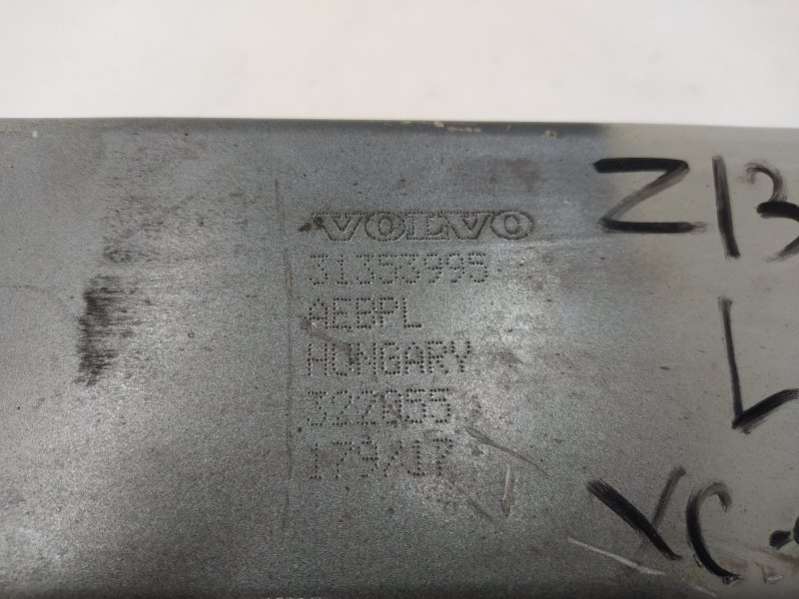 VOLVO
31353995
AEBPL
HUNGARY
322055
179/17
Z13
L
XC-